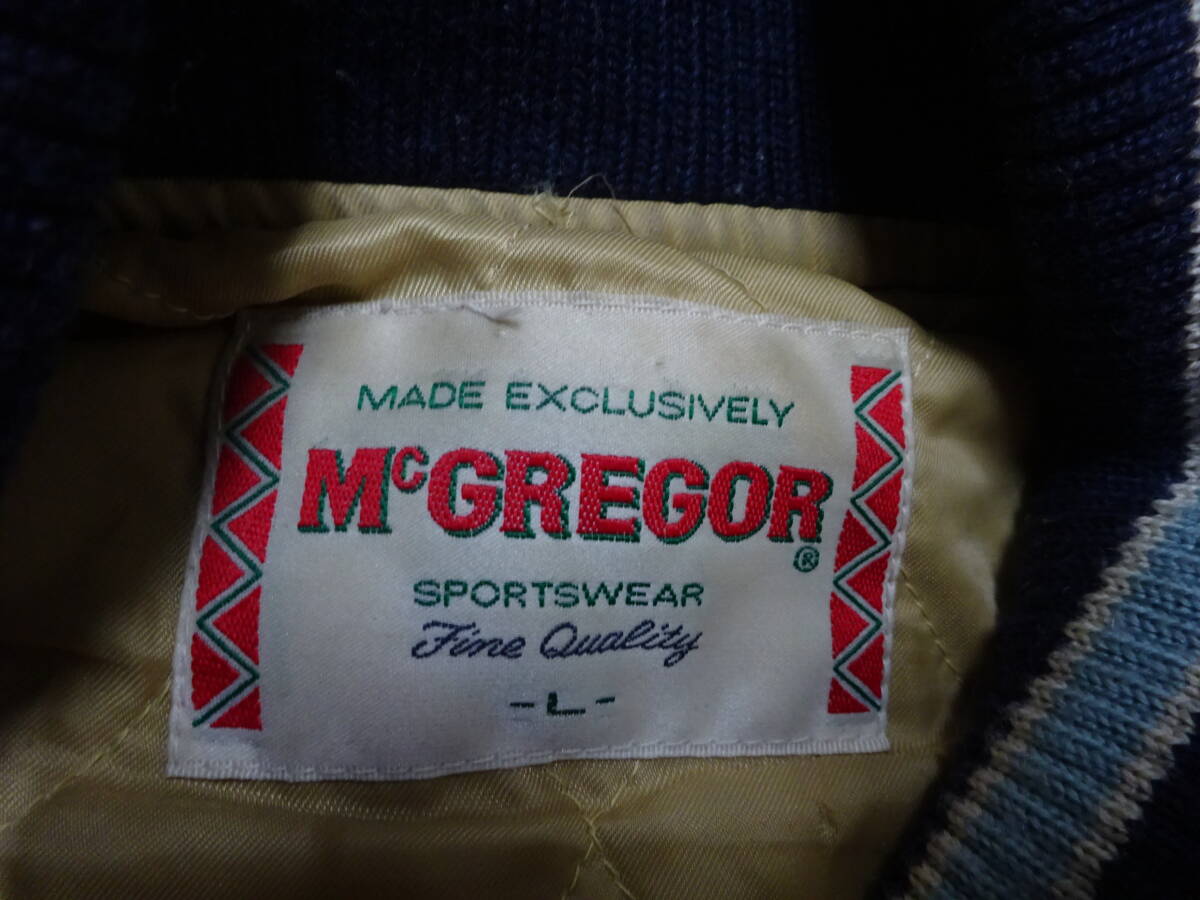 MADE EXCLUSIVELY
McGREGOR®
SPORTSWEAR
Fine Quality
-L-